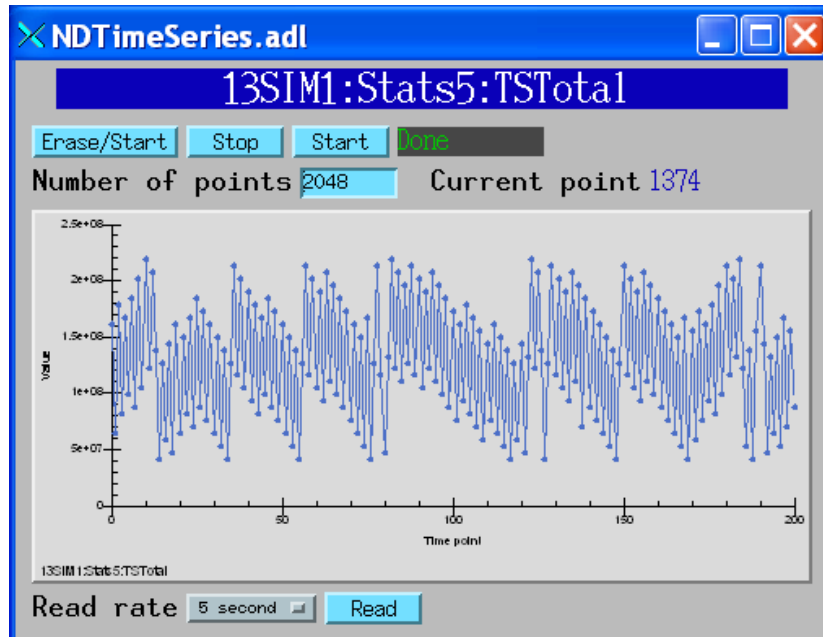 NDTimeSeries.adl
13SIM1:Stats5:TSTotal
Erase/Start Stop Start Done
Number of points 2048 Current point 1374
2.5e+08
2e+08
1.5e+08
1e+08
5e+07
0
Value
0 50 100 150 200
Time point
13SIM1:Stats5:TSTotal
Read rate 5 second Read